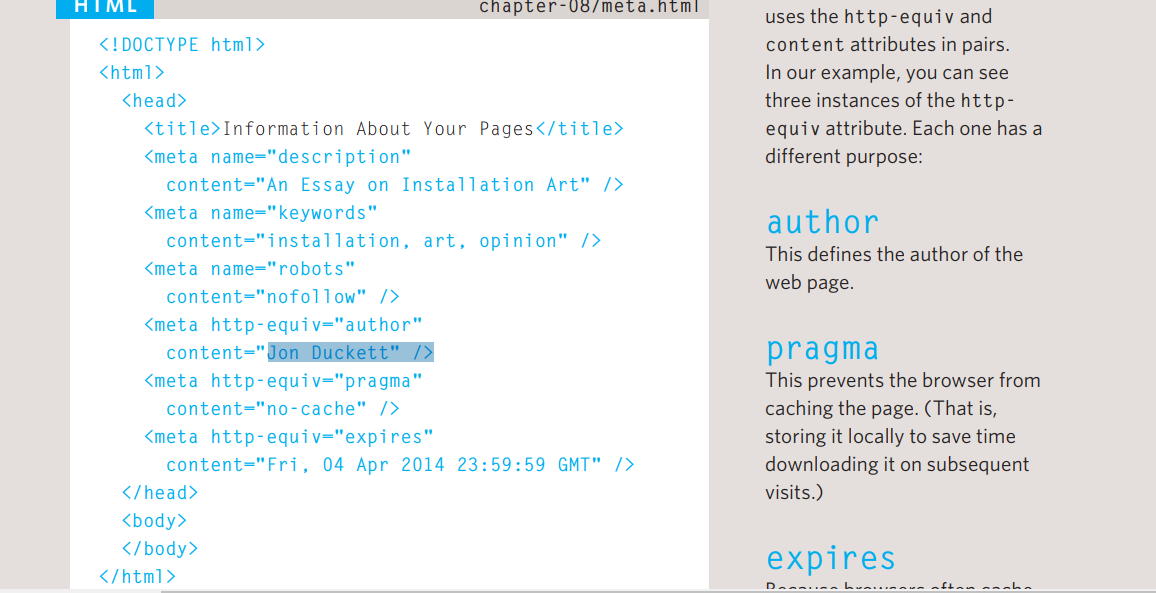 HTML
chapter-08/meta.html
<!DOCTYPE html>
<html>
<head>
<title>Information About Your Pages</title>
<meta name="description"
content="An Essay on Installation Art" />
<meta name="keywords"
content="installation, art, opinion" />
<meta name="robots"
content="nofollow" />
<meta http-equiv="author"
content="Jon Duckett" />
<meta http-equiv="pragma"
content="no-cache" />
<meta http-equiv="expires"
content="Fri, 04 Apr 2014 23:59:59 GMT" />
</head>
<body>
</body>
</html>
uses the http-equiv and
content attributes in pairs.
In our example, you can see
three instances of the http-
equiv attribute. Each one has a
different purpose:
author
This defines the author of the
web page.
pragma
This prevents the browser from
caching the page. (That is,
storing it locally to save time
downloading it on subsequent
visits.)
expires
Because browsers often cache